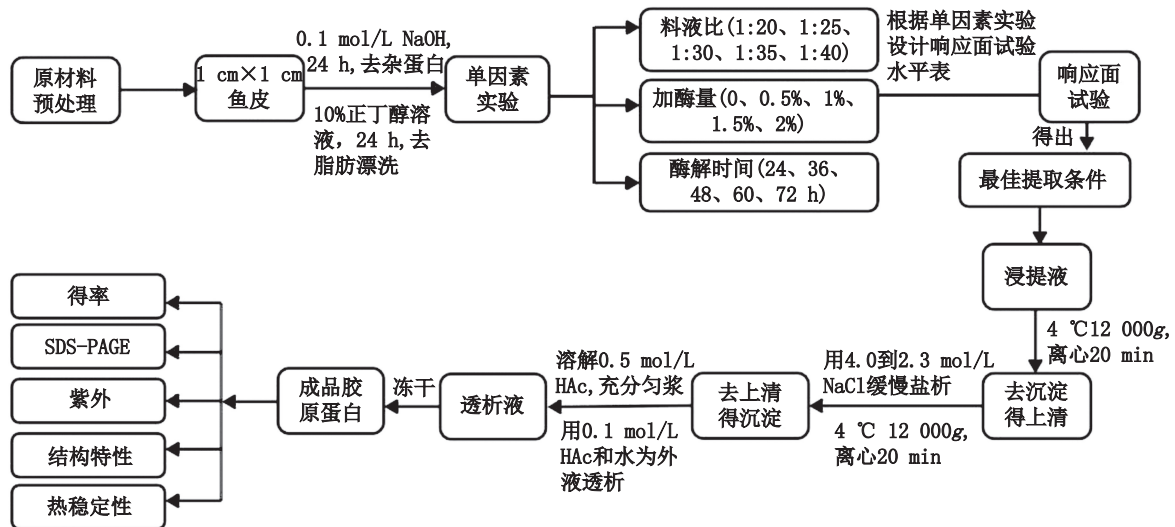 原材料
预处理
1 cm×1 cm
鱼皮
0.1 mol/L NaOH,
24 h,去杂蛋白
10%正丁醇溶
液，24 h,去
脂肪漂洗
单因素
实验
料液比(1:20、1:25、
1:30、1:35、1:40)
加酶量(0、0.5%、1%、
1.5%、2%)
酶解时间(24、36、
48、60、72 h)
根据单因素实验
设计响应面试验
水平表
响应面
试验
得出
最佳提取条件
浸提液
4 ℃12 000g,
离心20 min
去沉淀
得上清
用4.0到2.3 mol/L
NaCl缓慢盐析
4 ℃ 12 000g,
离心20 min
去上清
得沉淀
溶解0.5 mol/L
HAc,充分匀浆
用0.1 mol/L
HAc和水为外
液透析
透析液
冻干
成品胶
原蛋白
得率
SDS-PAGE
紫外
结构特性
热稳定性